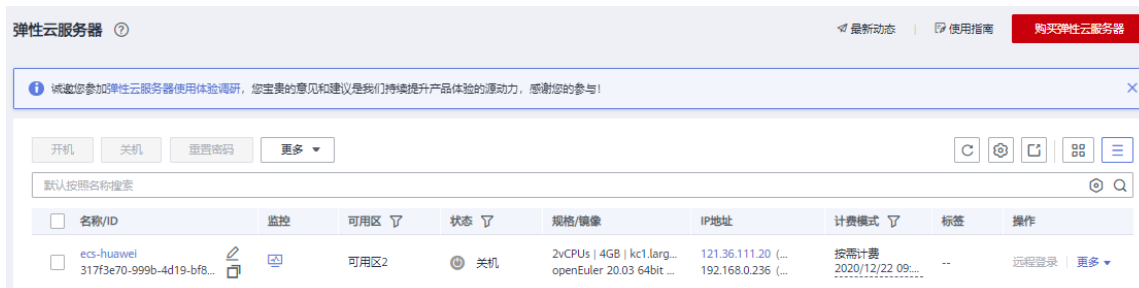 弹性云服务器
最新动态 使用指南 购买弹性云服务器
诚邀您参加弹性云服务器使用体验调研，您宝贵的意见和建议是我们持续提升产品体验的源动力，感谢您的参与！
开机 关机 重置密码 更多
默认按照名称搜索
名称/ID 监控 可用区 状态 规格/镜像 IP地址 计费模式 标签 操作
ecs-huawei
317f3e70-999b-4d19-bf8...
可用区2
关机
2vCPUs | 4GB | kc1.larg...
openEuler 20.03 64bit ...
121.36.111.20 (...
192.168.0.236 (...
按需计费
2020/12/22 09:...
--
远程登录 更多